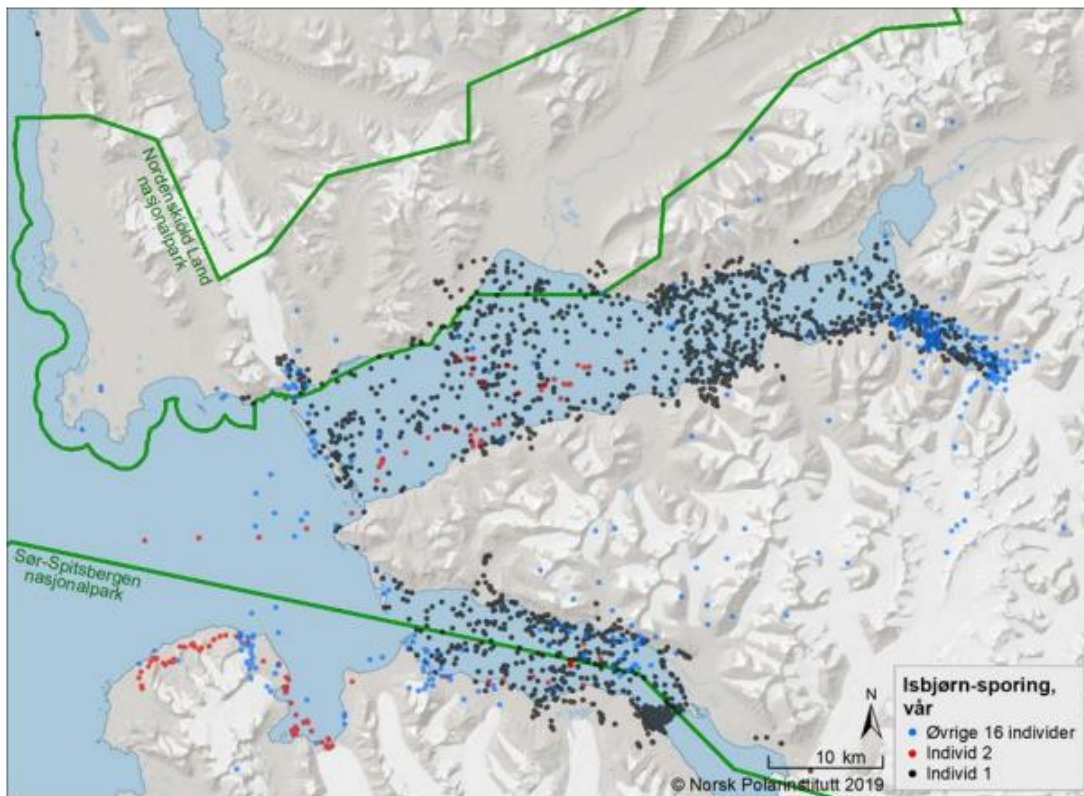 Nordenskiöld Land
nasjonalpark
Sør-Spitsbergen
nasjonalpark
Isbjørn-sporing,
vår
Øvrige 16 individer
Individ 2
Individ 1
N
10 km
© Norsk Polarinstitutt 2019